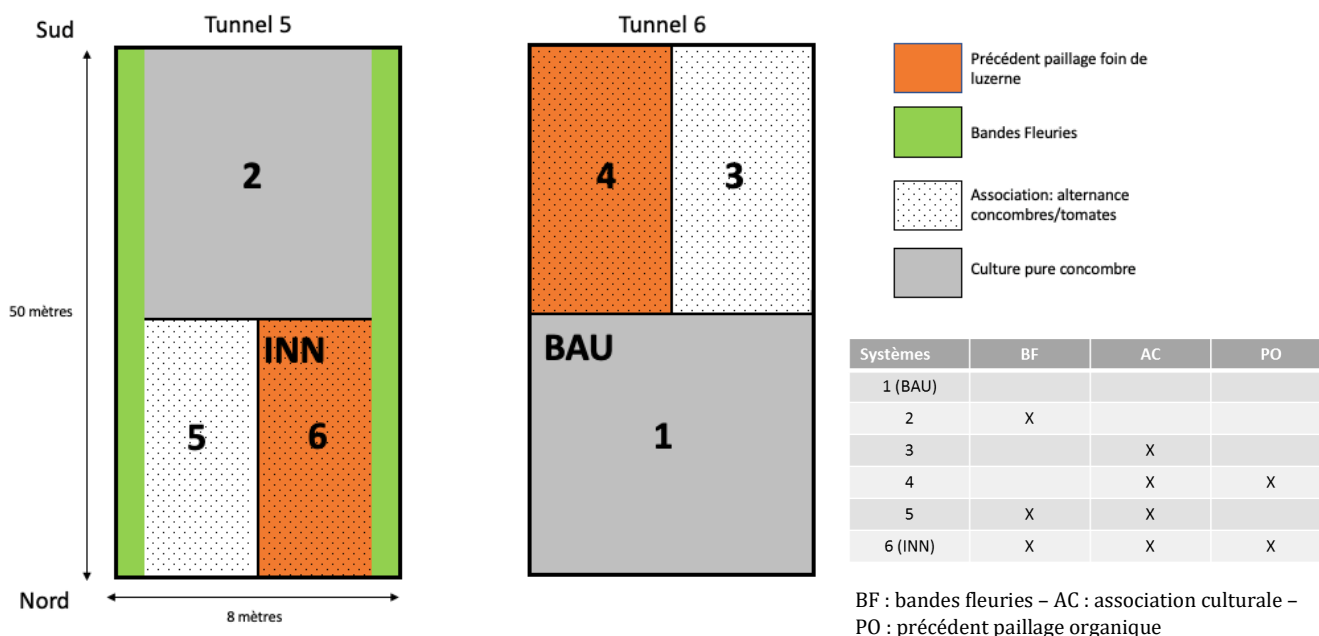 Sud
Tunnel 5
Tunnel 6
2
4
3
50 mètres
INN
BAU
5
6
1
Nord
8 mètres
Précédent paillage foin de
luzerne
Bandes Fleuries
Association: alternance
concombres/tomates
Culture pure concombre
Systèmes BF AC PO
1 (BAU)
2 X
3 X
4 X X
5 X X
6 (INN) X X X
BF : bandes fleuries – AC : association culturale –
PO : précédent paillage organique